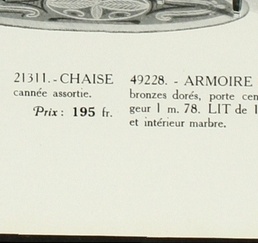 21311.-CHAISE
cannée assortie.
Prix : 195 fr.
49228. - ARMOIRE
bronzes dorés, porte cen
geur 1 m. 78. LIT de 1
et intérieur marbre.